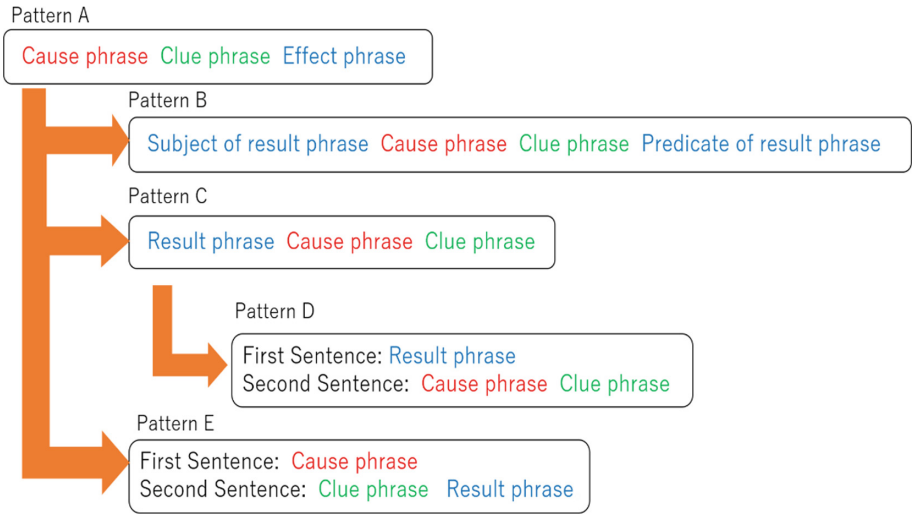 Pattern A
Cause phrase Clue phrase Effect phrase
Pattern B
Subject of result phrase Cause phrase Clue phrase Predicate of result phrase
Pattern C
Result phrase Cause phrase Clue phrase
Pattern D
First Sentence: Result phrase
Second Sentence: Cause phrase Clue phrase
Pattern E
First Sentence: Cause phrase
Second Sentence: Clue phrase Result phrase